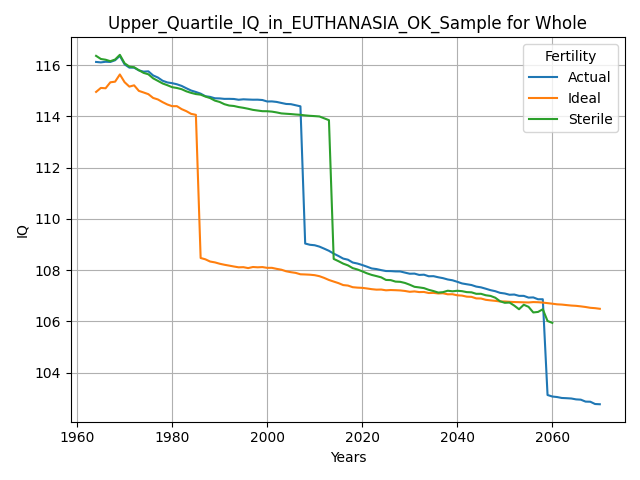 Upper_Quartile_IQ_in_EUTHANASIA_OK_Sample for Whole
Fertility
Actual
Ideal
Sterile
IQ
116
114
112
110
108
106
104
1960
1980
2000
2020
2040
2060
Years